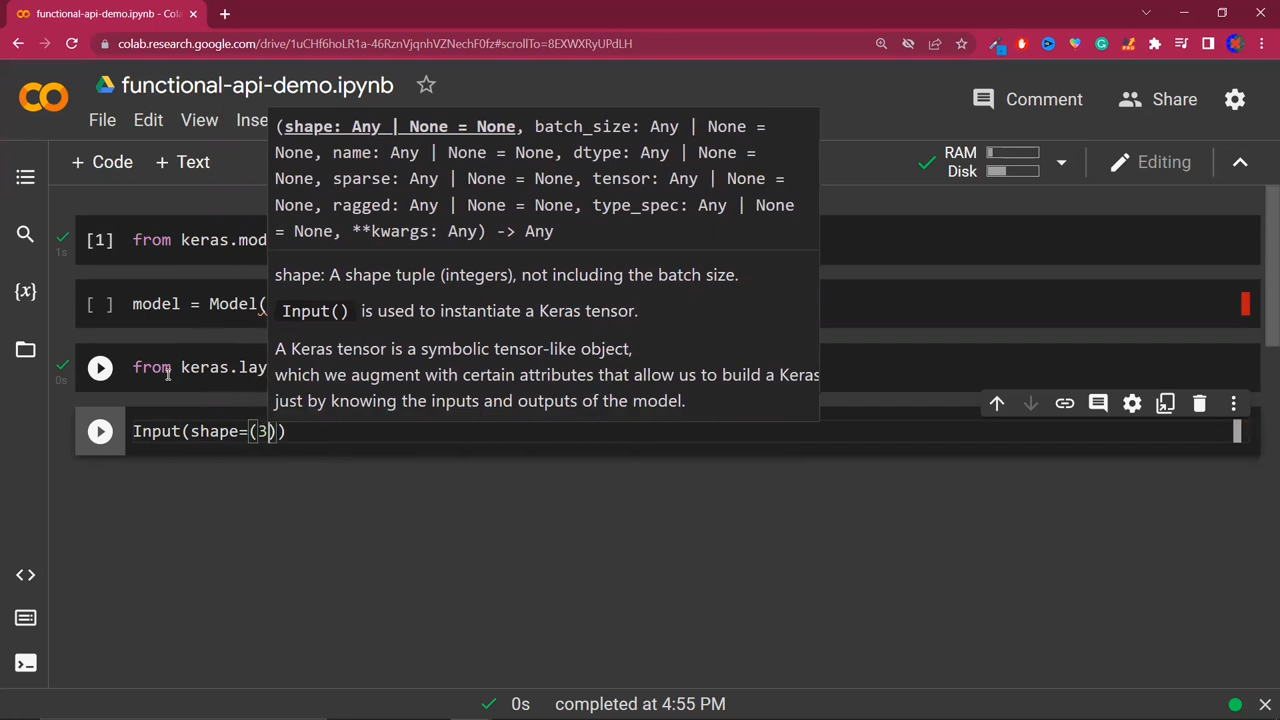 functional-api-demo.ipynb - Cola
colab.research.google.com/drive/1uCHf6hoLR1a-46RznVjqnhVZNechF0fz#scrollTo=8EXWXRyUPdLH
functional-api-demo.ipynb
Comment
Share
File Edit View Inse
+ Code + Text
RAM
Disk
Editing
(shape: Any | None = None, batch_size: Any | None =
None, name: Any | None = None, dtype: Any | None =
None, sparse: Any | None = None, tensor: Any | None =
None, ragged: Any | None = None, type_spec: Any | None
= None, **kwargs: Any) -> Any
shape: A shape tuple (integers), not including the batch size.
Input() is used to instantiate a Keras tensor.
A Keras tensor is a symbolic tensor-like object,
which we augment with certain attributes that allow us to build a Keras
just by knowing the inputs and outputs of the model.
[1] from keras.mod
1s
[ ] model = Model(
from keras.lay
0s
Input(shape=(3))
{x}
0s completed at 4:55 PM